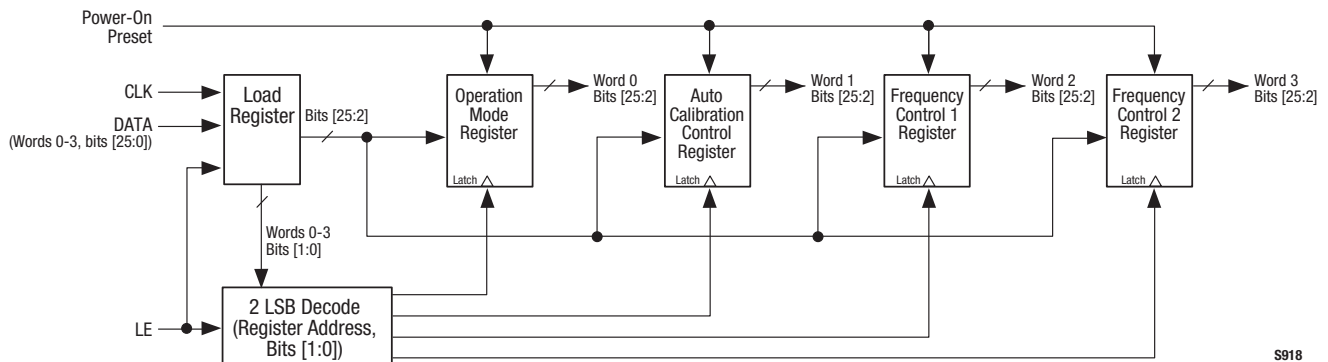 Power-On
Preset
CLK
DATA
(Words 0-3, bits [25:0])
Load
Register
Bits [25:2]
Operation
Mode
Register
Latch
Word 0
Bits [25:2]
Auto
Calibration
Control
Register
Latch
Word 1
Bits [25:2]
Frequency
Control 1
Register
Latch
Word 2
Bits [25:2]
Frequency
Control 2
Register
Latch
Word 3
Bits [25:2]
Words 0-3
Bits [1:0]
LE
2 LSB Decode
(Register Address,
Bits [1:0])
S918